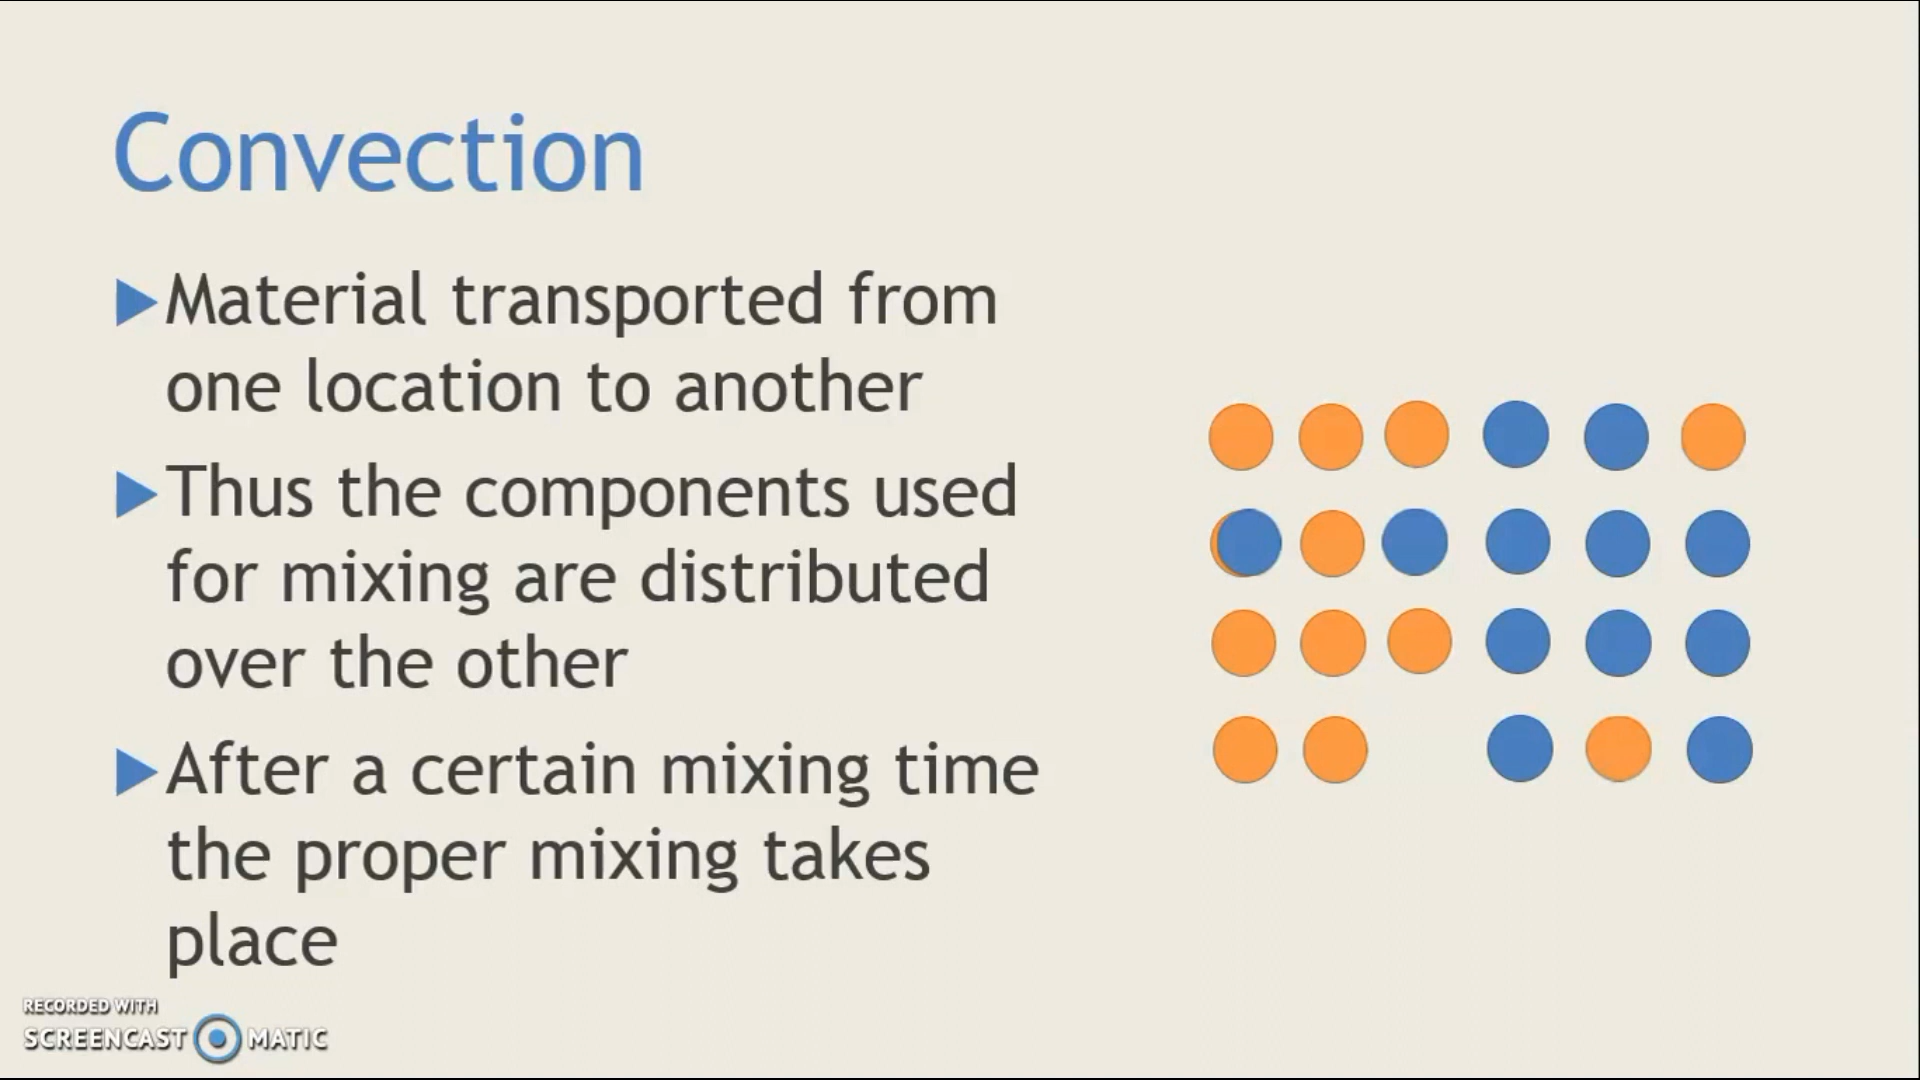 Convection
Material transported from
one location to another
Thus the components used
for mixing are distributed
over the other
After a certain mixing time
the proper mixing takes
place
RECORDED WITH
SCREENCAST MATIC